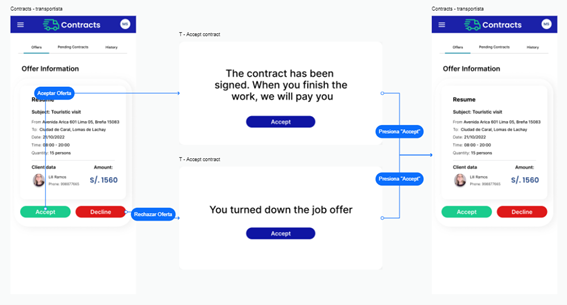 Contracts - transportista
Contracts
MS
Offers Pending Contracts History
Offer Information
Resume
Subject: Touristic visit
From Avenida Arica 601 Lima 05, Breña 15083
To: Ciudad de Caral, Lomas de Lachay
Date: 21/10/2022
Time: 08:00 - 20:00
Quantity: 15 persons
Client data Amount:
Lili Ramos
Phone: 998877643
S/. 1560
Accept Decline
Aceptar Oferta
Rechazar Oferta
T - Accept contract
The contract has been
signed. When you finish the
work, we will pay you
Accept
T - Accept contract
You turned down the job offer
Accept
Presiona "Accept"
Presiona "Accept"
Contracts - transportista
Contracts
MS
Offers Pending Contracts History
Offer Information
Resume
Subject: Touristic visit
From Avenida Arica 601 Lima 05, Breña 15083
To: Ciudad de Caral, Lomas de Lachay
Date: 21/10/2022
Time: 08:00 - 20:00
Quantity: 15 persons
Client data Amount:
Lili Ramos
Phone: 998877643
S/. 1560
Accept Decline